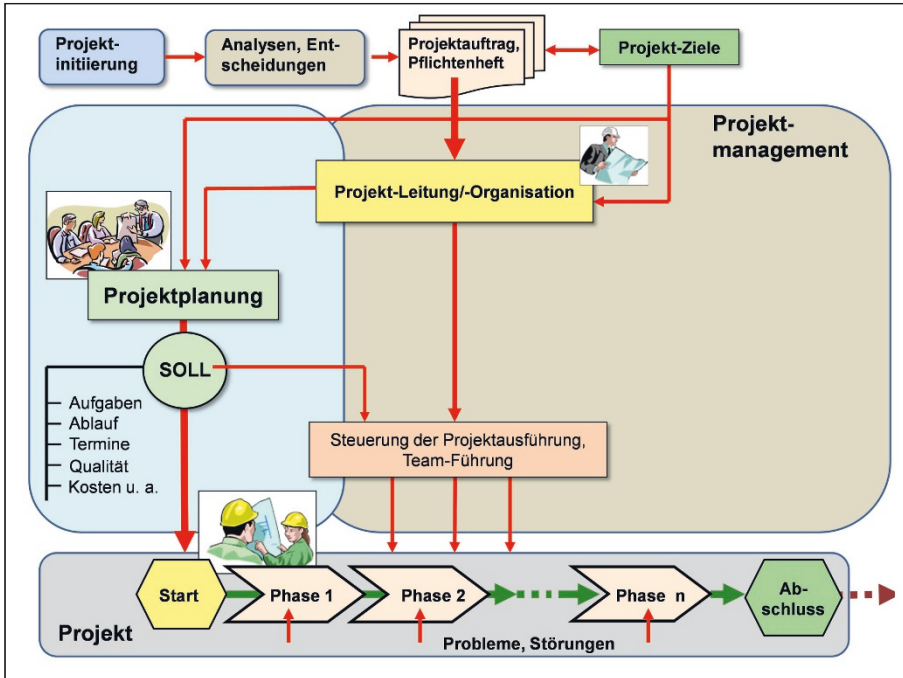 Projekt-
initiierung
Analysen, Ent-
scheidungen
Projektauftrag,
Pflichtenheft
Projekt-Ziele
Projekt-
management
Projekt-Leitung/-Organisation
Projektplanung
SOLL
Aufgaben
Ablauf
Termine
Qualität
Kosten u. a.
Steuerung der Projektausführung,
Team-Führung
Start
Phase 1
Phase 2
Phase n
Ab-
schluss
Projekt
Probleme, Störungen